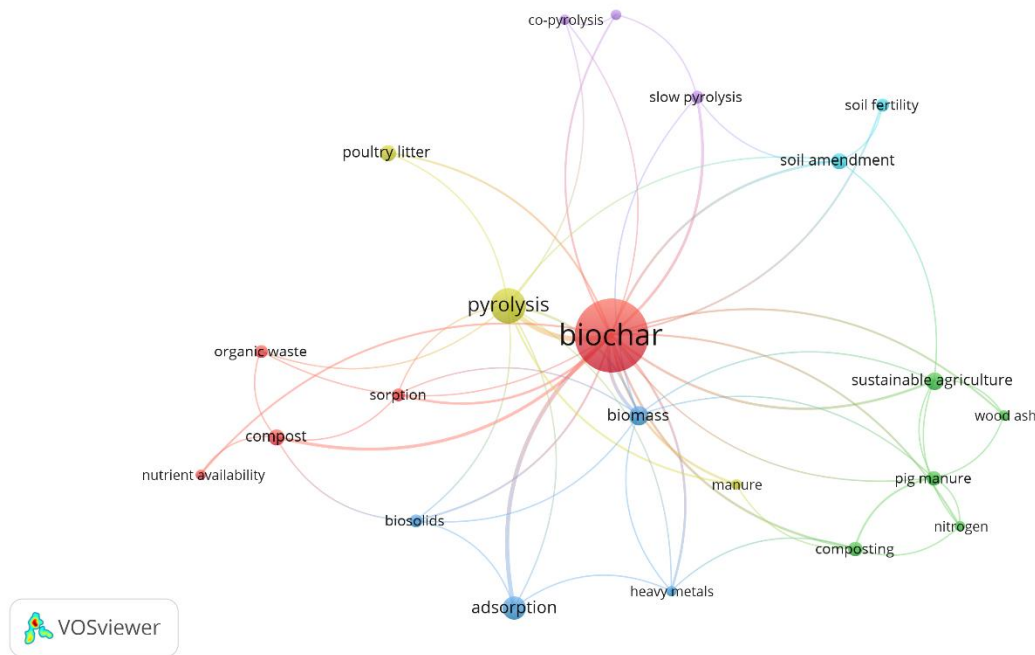 co-pyrolysis
slow pyrolysis
soil fertility
poultry litter
soil amendment
pyrolysis
biochar
organic waste
sustainable agriculture
sorption
biomass
wood ash
compost
nutrient availability
pig manure
manure
biosolids
nitrogen
composting
heavy metals
adsorption
VOSviewer